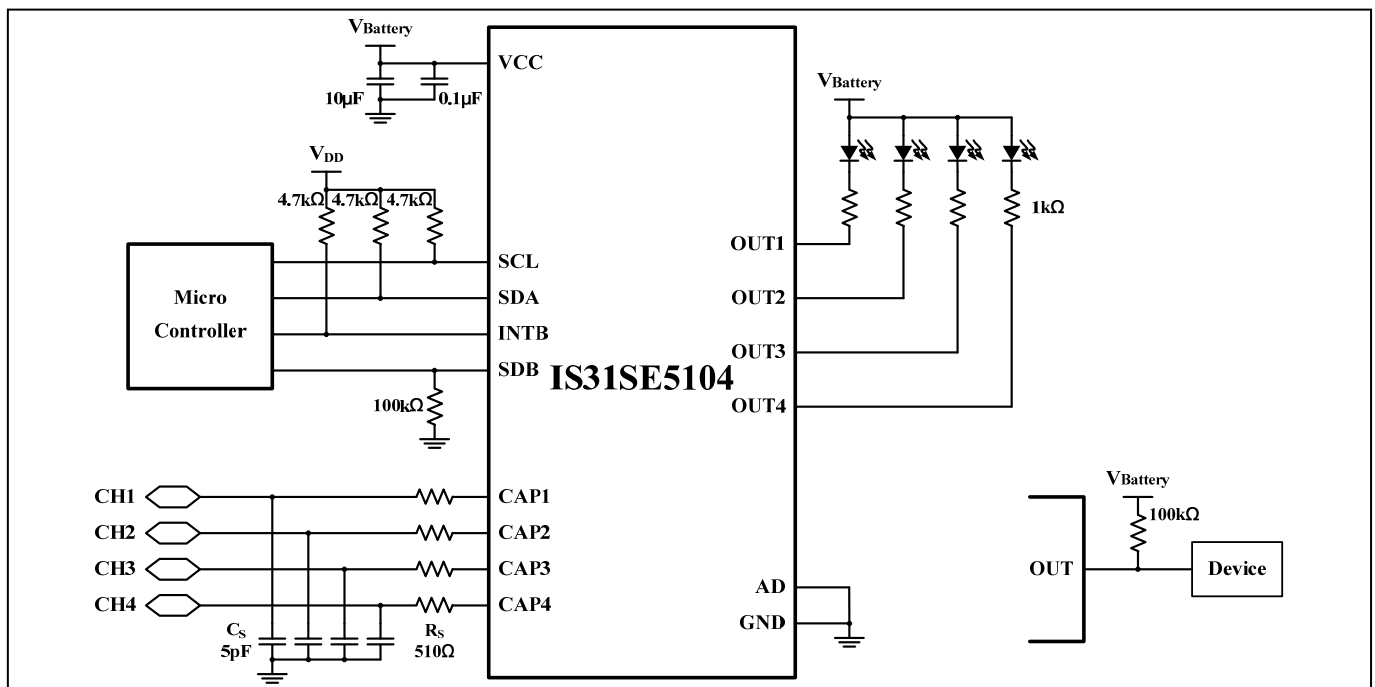 VBattery
VCC
10μF
0.1μF
VDD
4.7kΩ
4.7kΩ
4.7kΩ
Micro
Controller
SCL
SDA
INTB
SDB
100kΩ
IS31SE5104
VBattery
1kΩ
OUT1
OUT2
OUT3
OUT4
CH1
CH2
CH3
CH4
CAP1
CAP2
CAP3
CAP4
CS
5pF
RS
510Ω
AD
GND
VBattery
100kΩ
OUT
Device